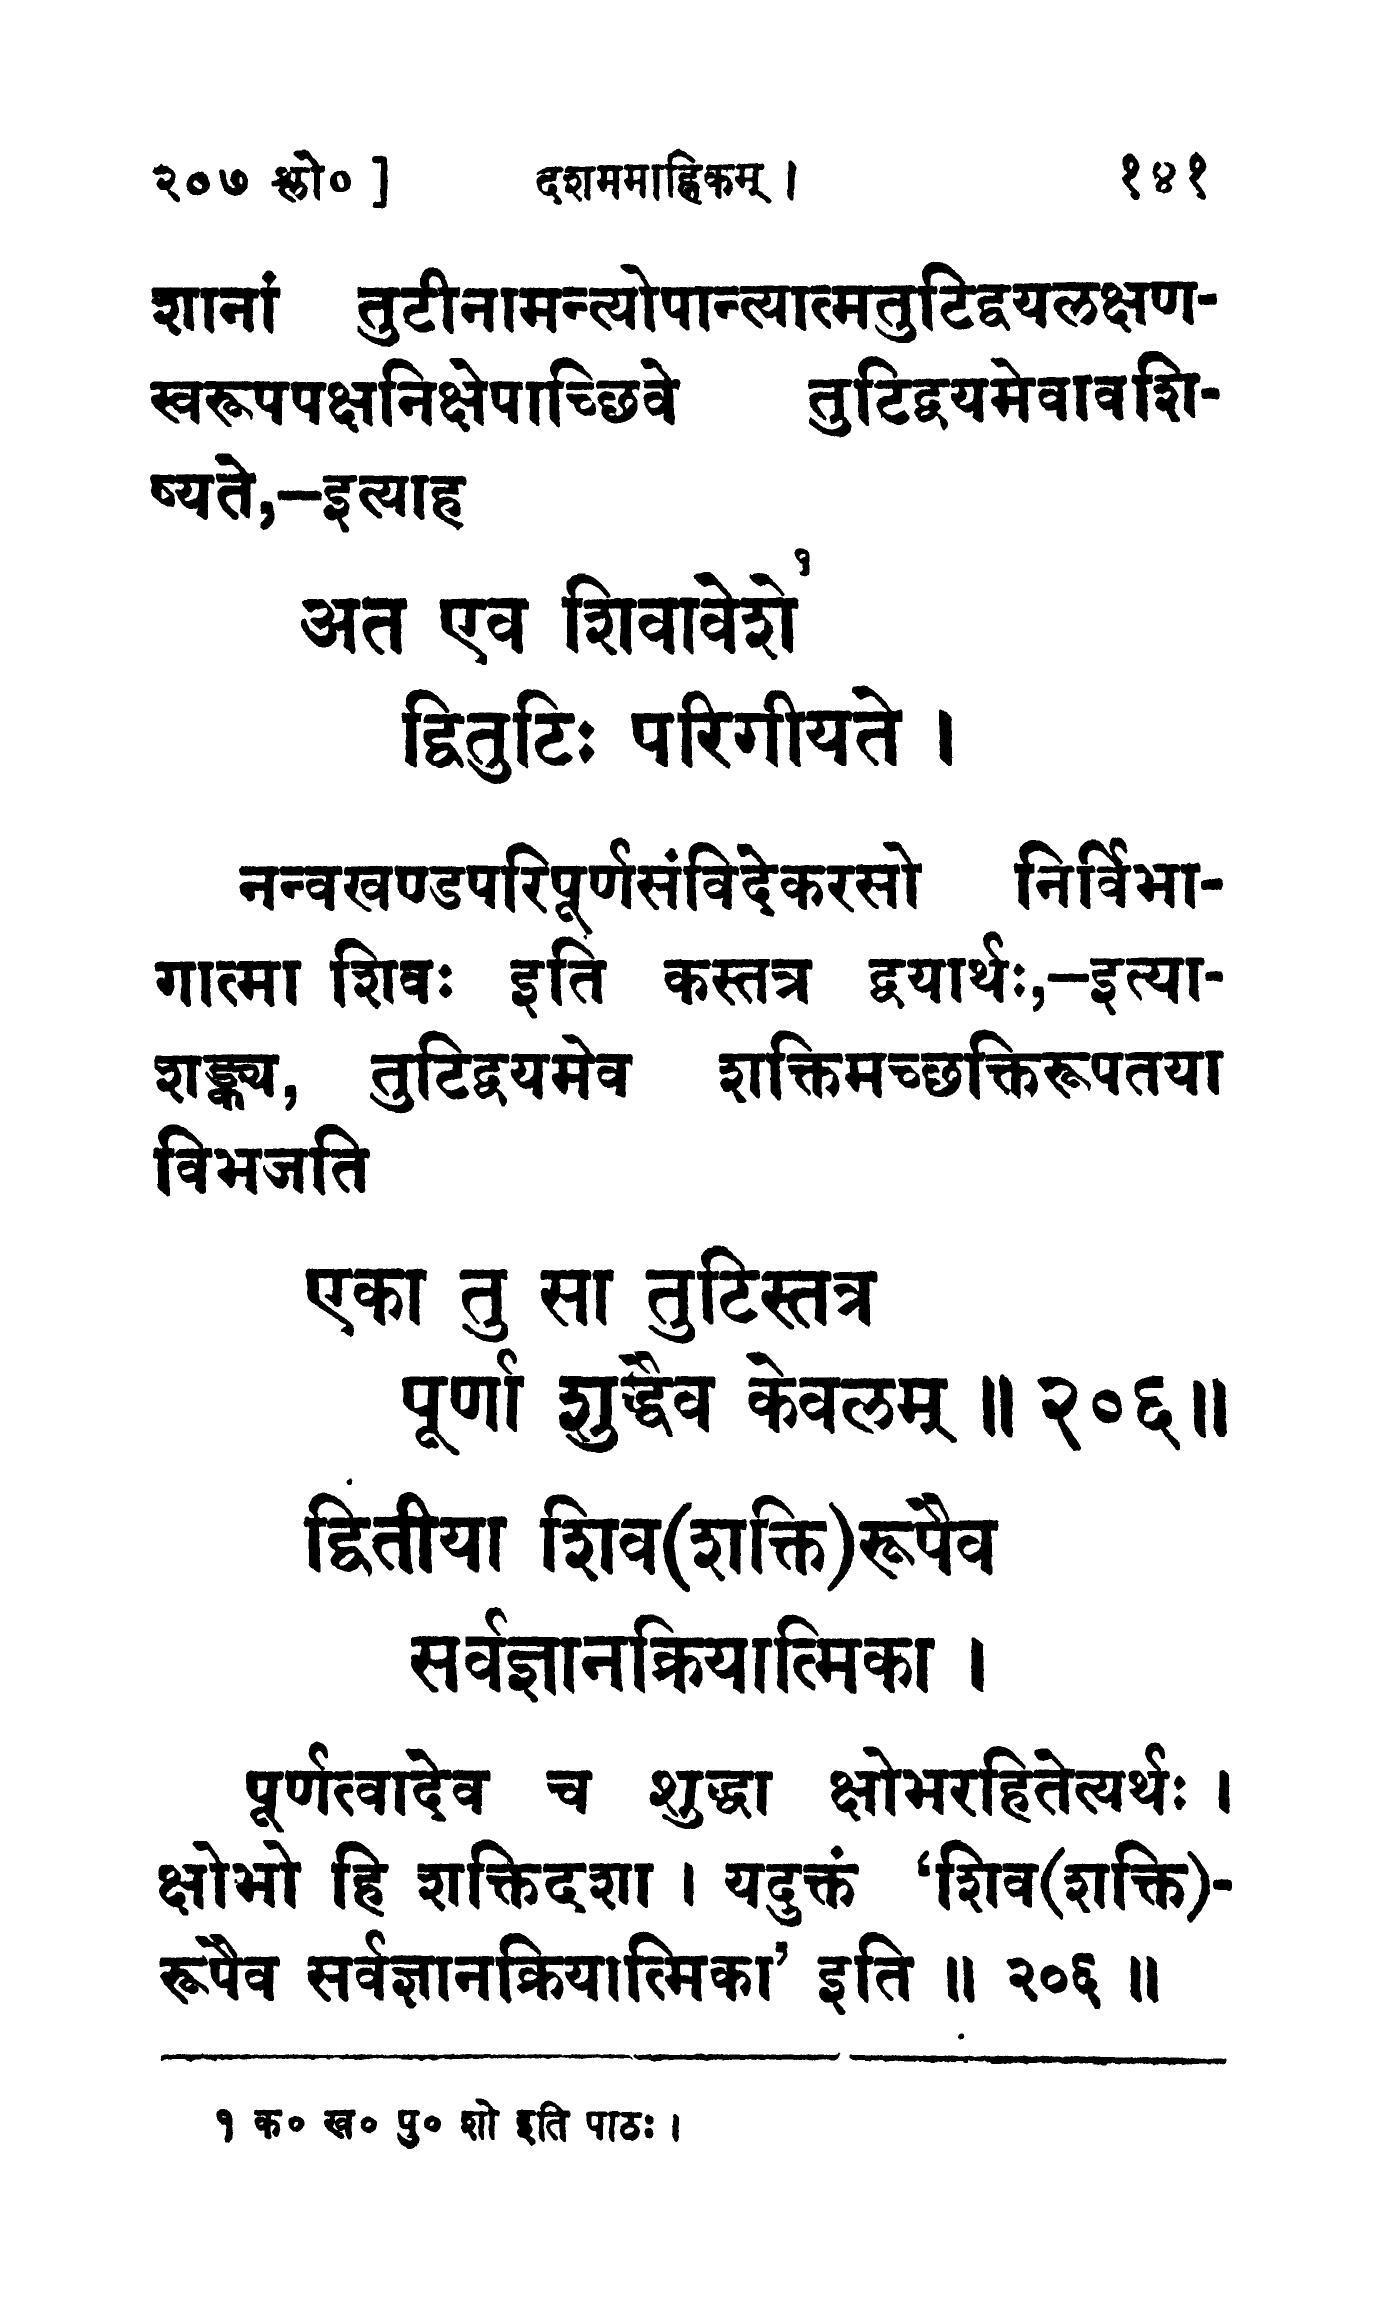 २०७ श्लो० ] दशममाह्निकम् । १४१
शानां तुटीनामन्त्योपान्त्यात्मतुटिद्वयलक्षण-
स्वरूपपक्षनिक्षेपाच्छिवे तुटिद्वयमेवावशि-
ष्यते,—इत्याह
अत एव शिवावेशे१
द्वितुटिः परिगीयते ।
नन्वखण्डपरिपूर्णसंविदेकरसो निर्विभा-
गात्मा शिवः इति कस्तत्र द्वयार्थः,—इत्या-
शङ्क्य, तुटिद्वयमेव शक्तिमच्छक्तिरूपतया
विभजति
एका तु सा तुटिस्तत्र
पूर्णा शुद्धैव केवलम् ॥ २०६॥
द्वितीया शिव(शक्ति)रूपैव
सर्वज्ञानक्रियात्मिका ।
पूर्णत्वादेव च शुद्धा क्षोभरहितेत्यर्थः ।
क्षोभो हि शक्तिदशा । यदुक्तं ‘शिव(शक्ति)-
रूपैव सर्वज्ञानक्रियात्मिका’ इति ॥ २०६ ॥
१ क० ख० पु० शो इति पाठः ।